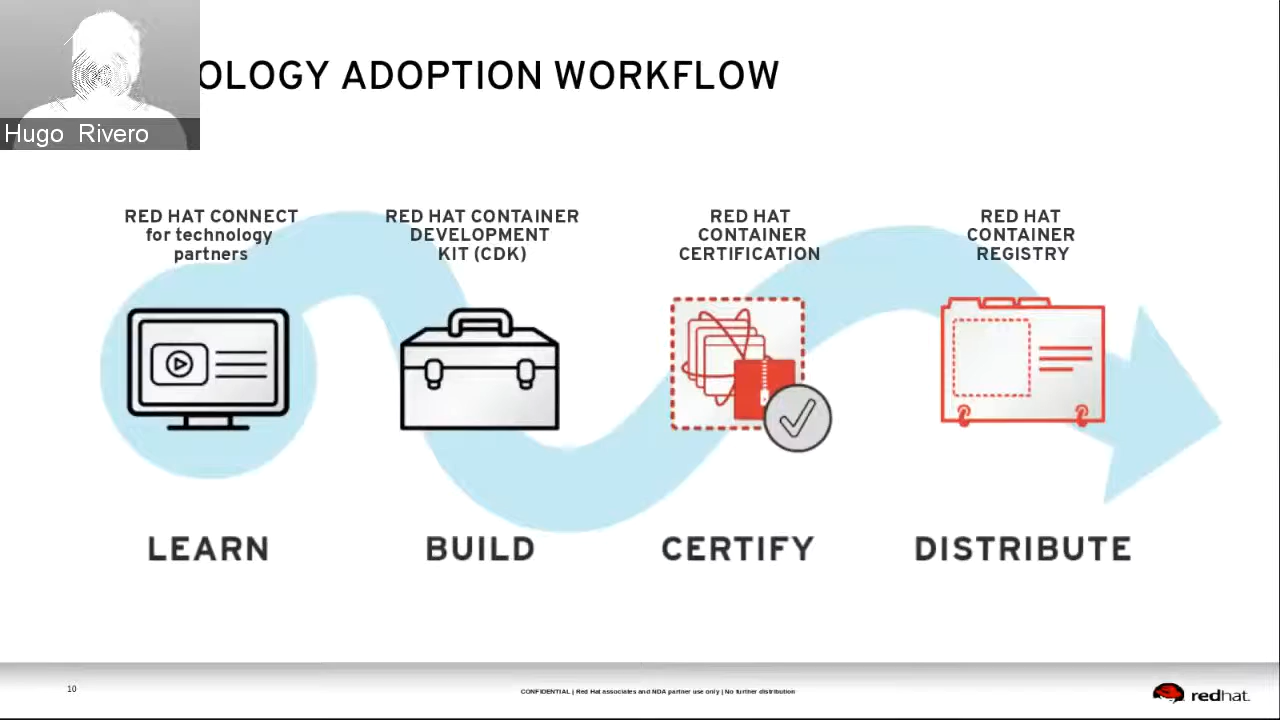 OLOGY ADOPTION WORKFLOW
Hugo Rivero
RED HAT CONNECT
for technology
partners
RED HAT CONTAINER
DEVELOPMENT
KIT (CDK)
RED HAT
CONTAINER
CERTIFICATION
RED HAT
CONTAINER
REGISTRY
LEARN
BUILD
CERTIFY
DISTRIBUTE
10
CONFIDENTIAL | Red Hat associates and NDA partner use only | No further distribution
redhat.